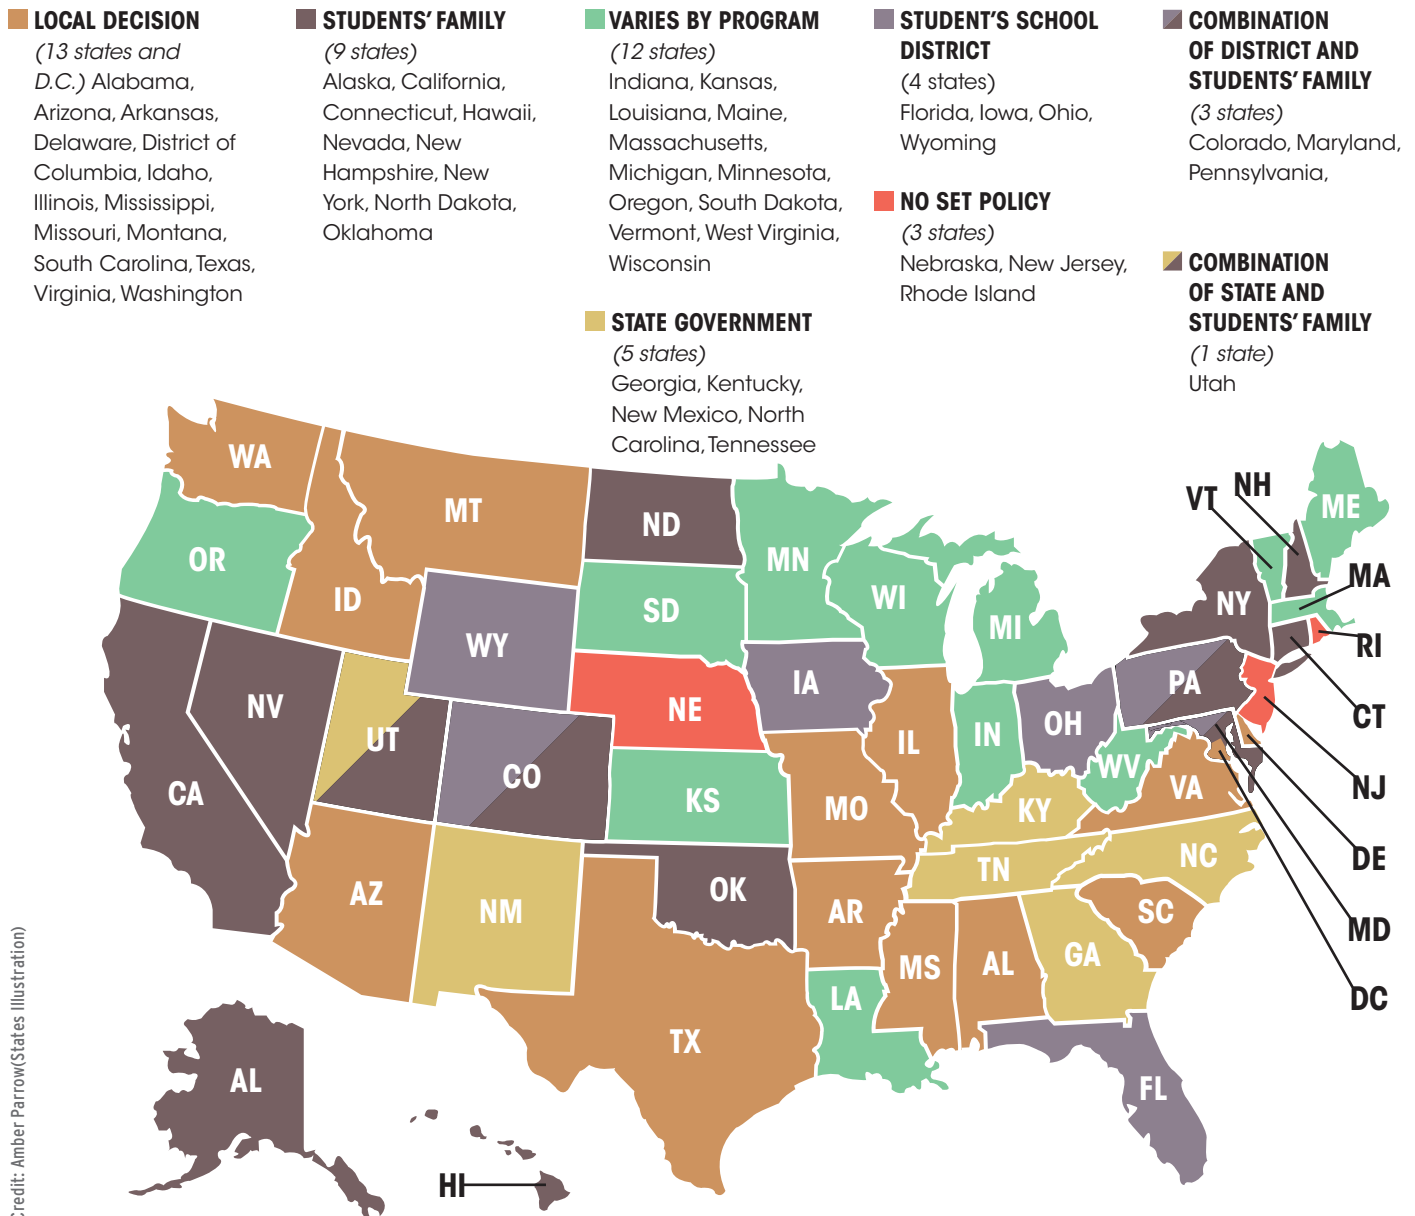 LOCAL DECISION
(13 states and
D.C.) Alabama,
Arizona, Arkansas,
Delaware, District of
Columbia, Idaho,
Illinois, Mississippi,
Missouri, Montana,
South Carolina, Texas,
Virginia, Washington
STUDENTS' FAMILY
(9 states)
Alaska, California,
Connecticut, Hawaii,
Nevada, New
Hampshire, New
York, North Dakota,
Oklahoma
VARIES BY PROGRAM
(12 states)
Indiana, Kansas,
Louisiana, Maine,
Massachusetts,
Michigan, Minnesota,
Oregon, South Dakota,
Vermont, West Virginia,
Wisconsin
STATE GOVERNMENT
(5 states)
Georgia, Kentucky,
New Mexico, North
Carolina, Tennessee
STUDENT'S SCHOOL
DISTRICT
(4 states)
Florida, Iowa, Ohio,
Wyoming
NO SET POLICY
(3 states)
Nebraska, New Jersey,
Rhode Island
COMBINATION
OF DISTRICT AND
STUDENTS' FAMILY
(3 states)
Colorado, Maryland,
Pennsylvania,
COMBINATION
OF STATE AND
STUDENTS' FAMILY
(1 state)
Utah
WA
MT
ND
MN
VT
NH
ME
OR
ID
SD
WI
MI
NY
MA
RI
WY
NE
IA
PA
CT
NV
UT
CO
IL
IN
OH
WV
NJ
CA
KS
MO
KY
VA
DE
AZ
NM
OK
AR
TN
NC
MD
MS
AL
GA
SC
DC
LA
TX
FL
AL
HI
Credit: Amber Parrow(States Illustration)